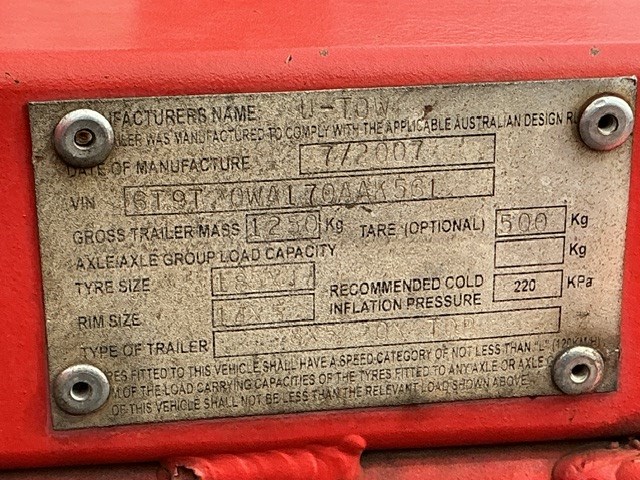 MANUFACTURERS NAME U-TOW
TRAILER WAS MANUFACTURED TO COMPLY WITH THE APPLICABLE AUSTRALIAN DESIGN
DATE OF MANUFACTURE 7/2007
VIN
GROSS TRAILER MASS 1250 Kg TARE (OPTIONAL) 500 Kg
AXLE/AXLE GROUP LOAD CAPACITY Kg
TYRE SIZE RECOMMENDED COLD INFLATION PRESSURE 220 KPa
RIM SIZE
TYPE OF TRAILER
FITTED TO THIS VEHICLE SHALL HAVE A SPEED CATEGORY OF NOT LESS THAN "L" (120KM/H)
OF THE LOAD CARRYING CAPACITIES OF THE TYRES FITTED TO ANY AXLE OR AXLE
OF THIS VEHICLE SHALL NOT BE LESS THAN THE RELEVANT LOAD SHOWN ABOVE.